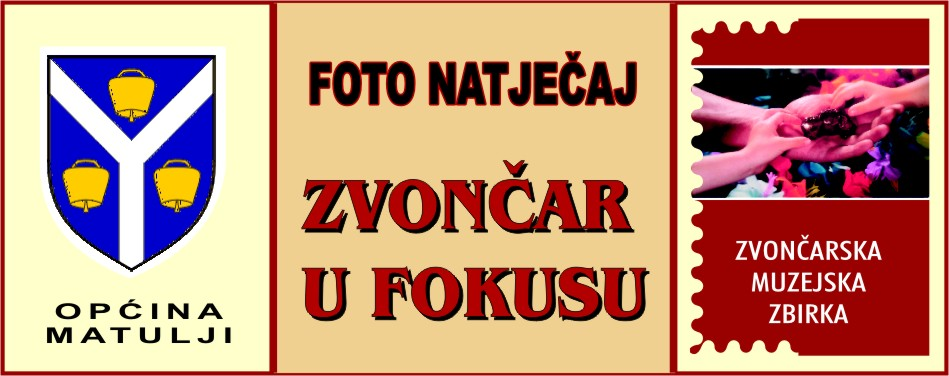 OPĆINA
MATULJI
FOTO NATJEČAJ
ZVONČAR
U FOKUSU
ZVONČARSKA
MUZEJSKA
ZBIRKA